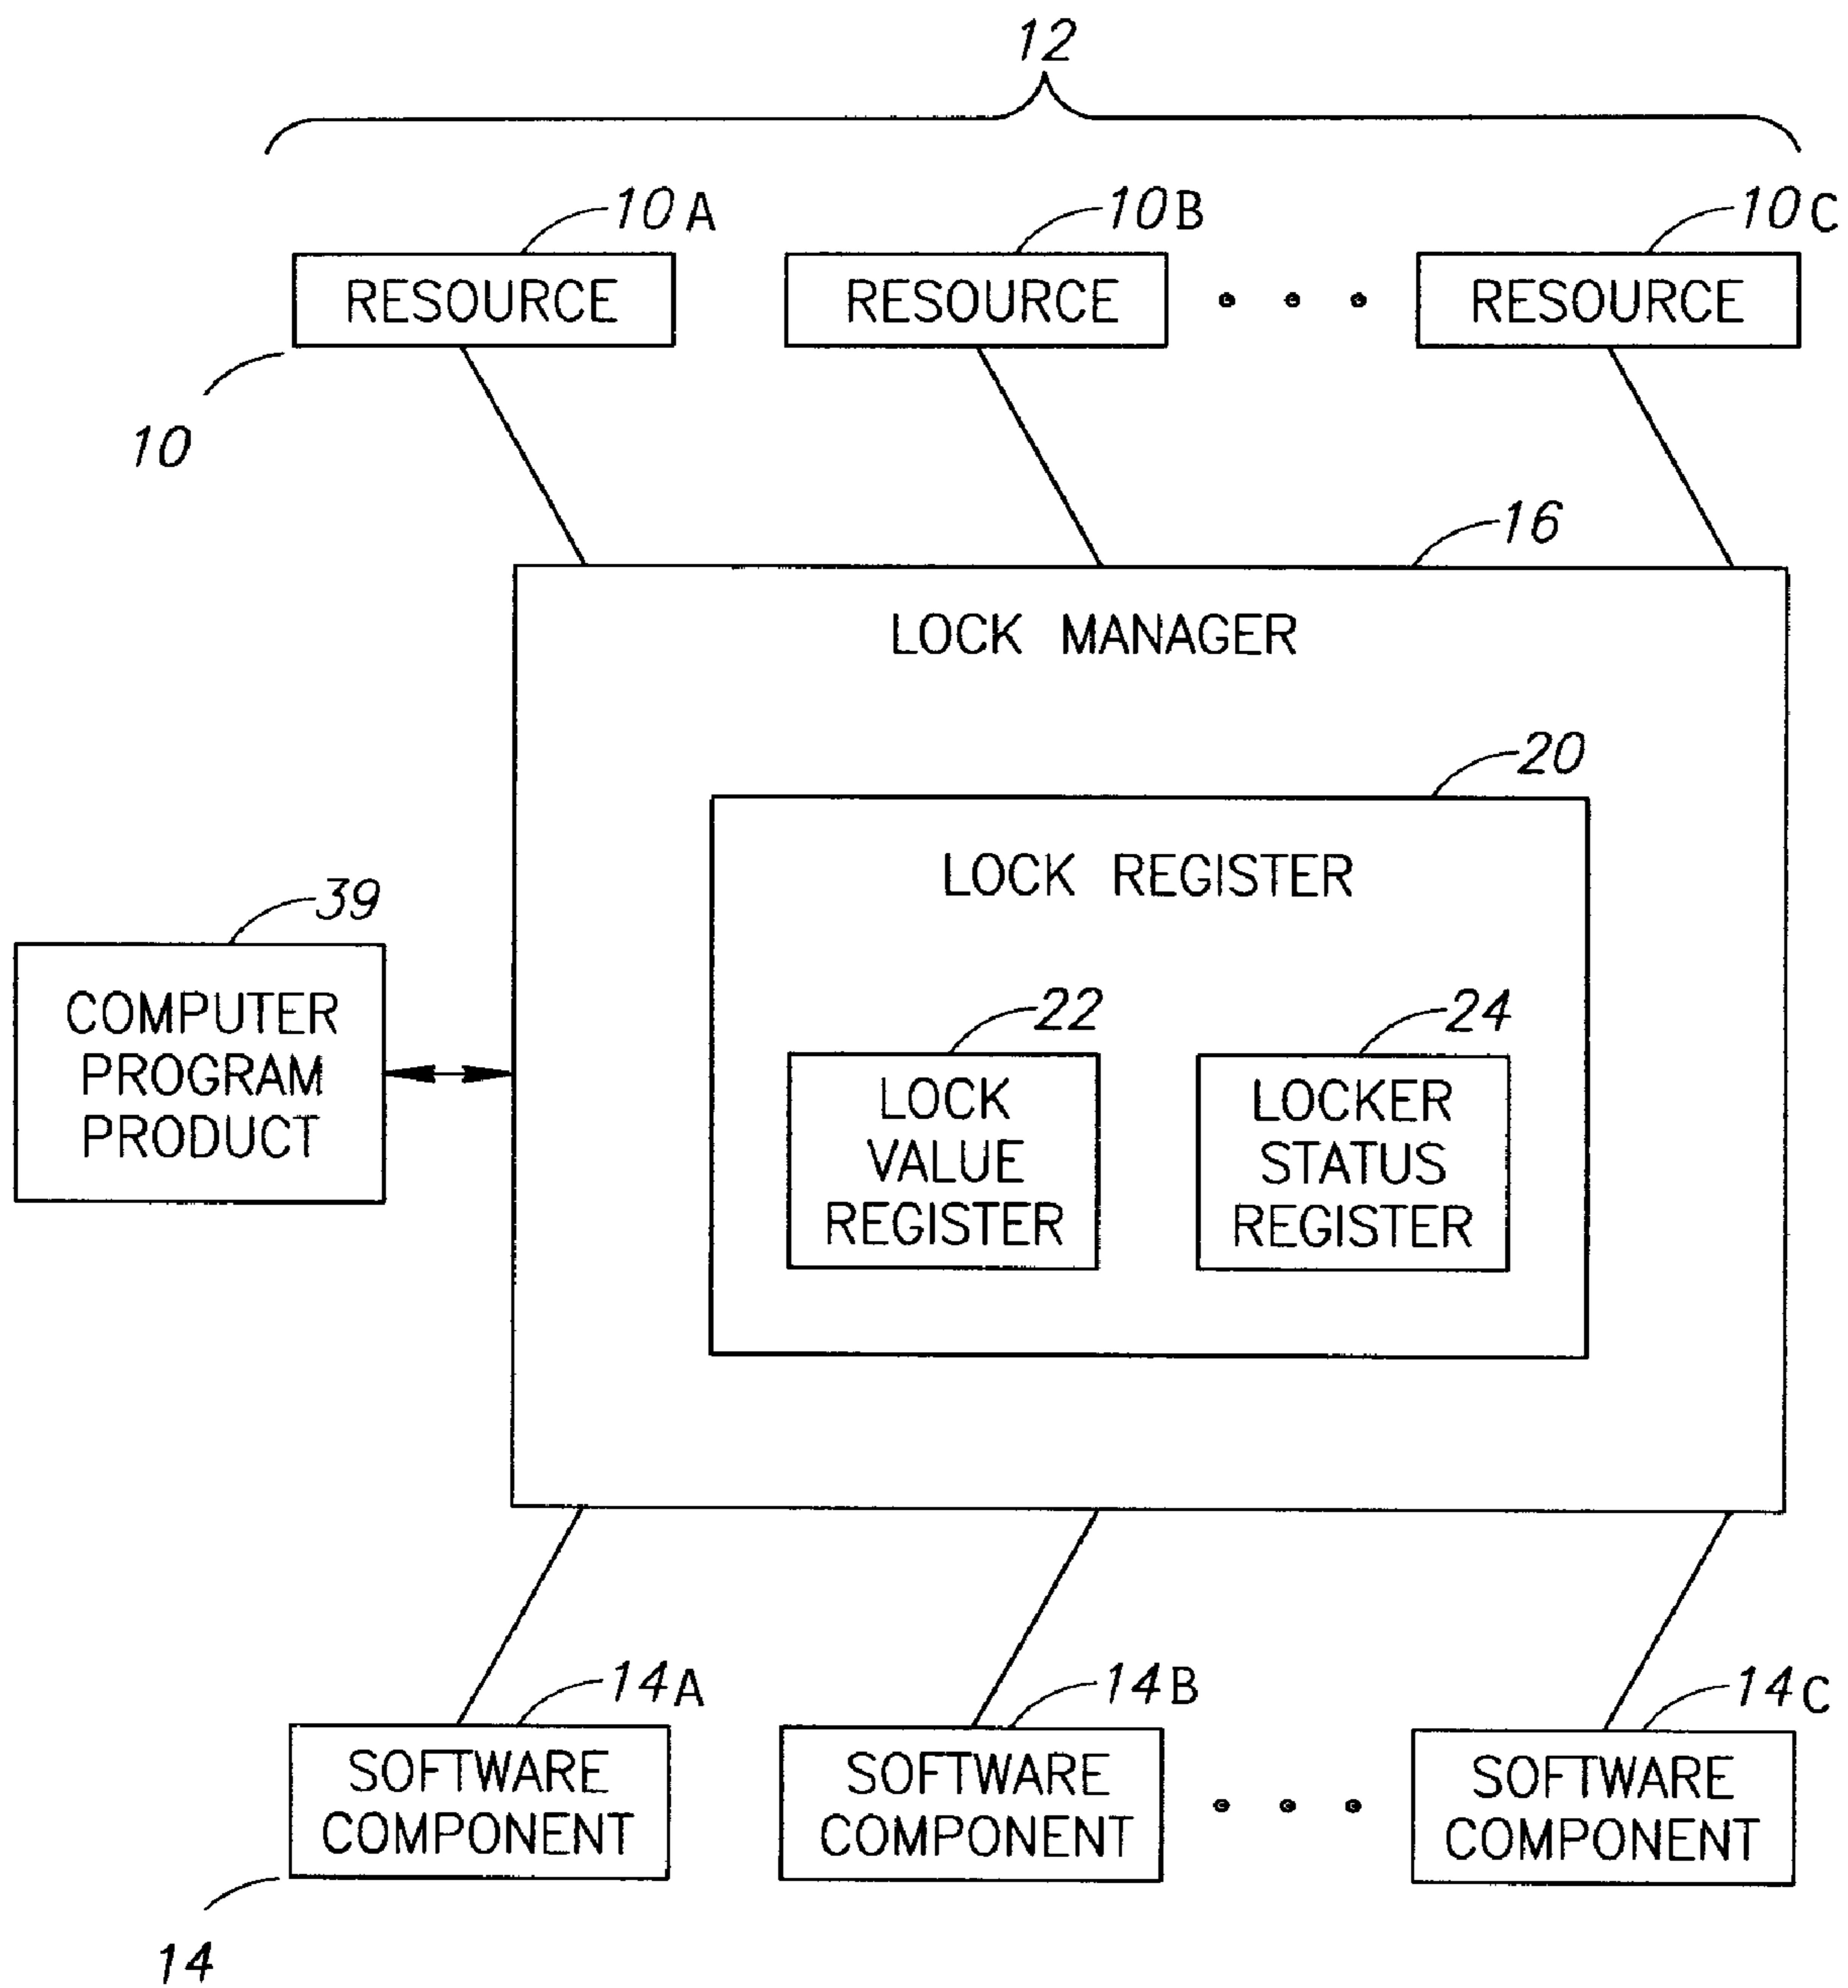 12
10A
10B
10C
RESOURCE
RESOURCE
RESOURCE
10
16
LOCK MANAGER
20
LOCK REGISTER
39
COMPUTER
PROGRAM
PRODUCT
22
LOCK
VALUE
REGISTER
24
LOCKER
STATUS
REGISTER
14A
14B
14C
SOFTWARE
COMPONENT
SOFTWARE
COMPONENT
SOFTWARE
COMPONENT
14